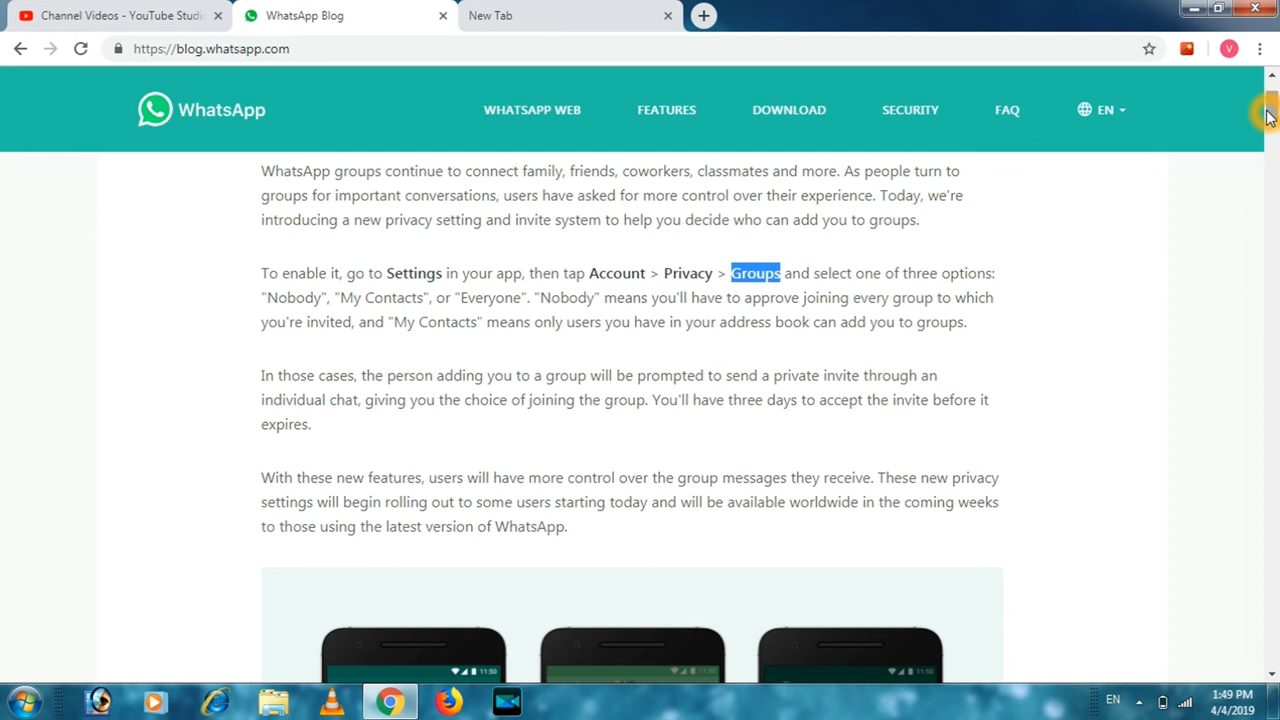 Channel Videos - YouTube Studi
WhatsApp Blog
New Tab
https://blog.whatsapp.com
V
WhatsApp
WHATSAPP WEB
FEATURES
DOWNLOAD
SECURITY
FAQ
EN
WhatsApp groups continue to connect family, friends, coworkers, classmates and more. As people turn to
groups for important conversations, users have asked for more control over their experience. Today, we're
introducing a new privacy setting and invite system to help you decide who can add you to groups.
To enable it, go to Settings in your app, then tap Account > Privacy > Groups and select one of three options:
"Nobody", "My Contacts", or "Everyone". "Nobody" means you'll have to approve joining every group to which
you're invited, and "My Contacts" means only users you have in your address book can add you to groups.
In those cases, the person adding you to a group will be prompted to send a private invite through an
individual chat, giving you the choice of joining the group. You'll have three days to accept the invite before it
expires.
With these new features, users will have more control over the group messages they receive. These new privacy
settings will begin rolling out to some users starting today and will be available worldwide in the coming weeks
to those using the latest version of WhatsApp.
11:50
11:50
11:50
EN
1:49 PM
4/4/2019